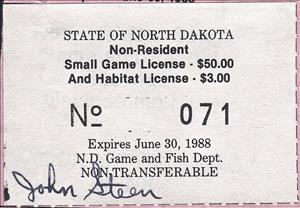 STATE OF NORTH DAKOTA
Non-Resident
Small Game License - $50.00
And Habitat License - $3.00
No 071
Expires June 30, 1988
N.D. Game and Fish Dept.
NON TRANSFERABLE
John Steen